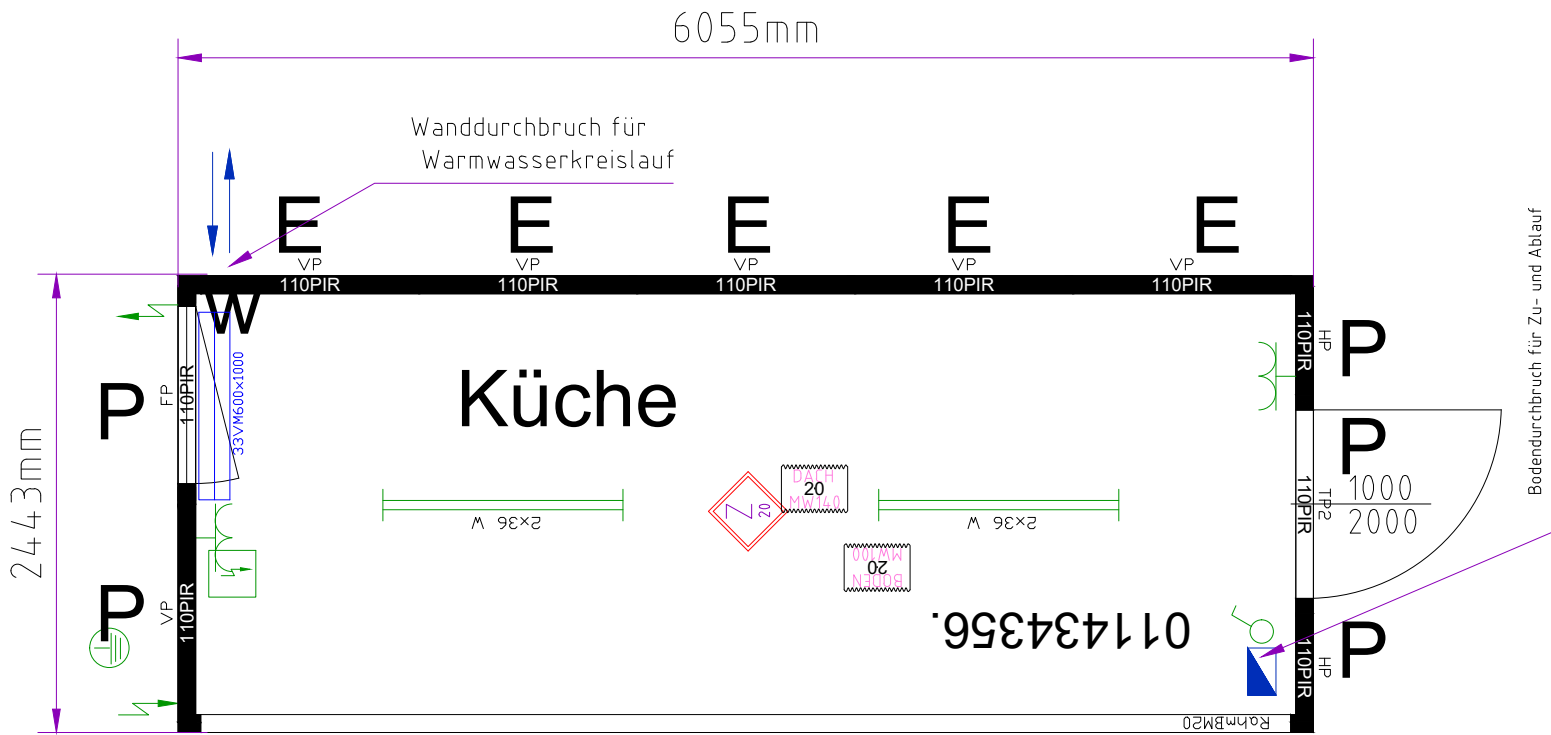 6055mm
Wanddurchbruch für
Warmwasserkreislauf
E E E E E
VP VP VP VP VP
110PIR 110PIR 110PIR 110PIR 110PIR
W
Küche
P
FP
110PIR
33VM600x1000
2443mm
P
VP
110PIR
2x36 W
Z
20
DACH
20
MW140
2x36 W
BODEN
20
MW100
011434356.
110PIR
HP
P
P
110PIR
TP2
1000
2000
110PIR
HP
P
RahmBM20
Bodendurchbruch für Zu- und Ablauf